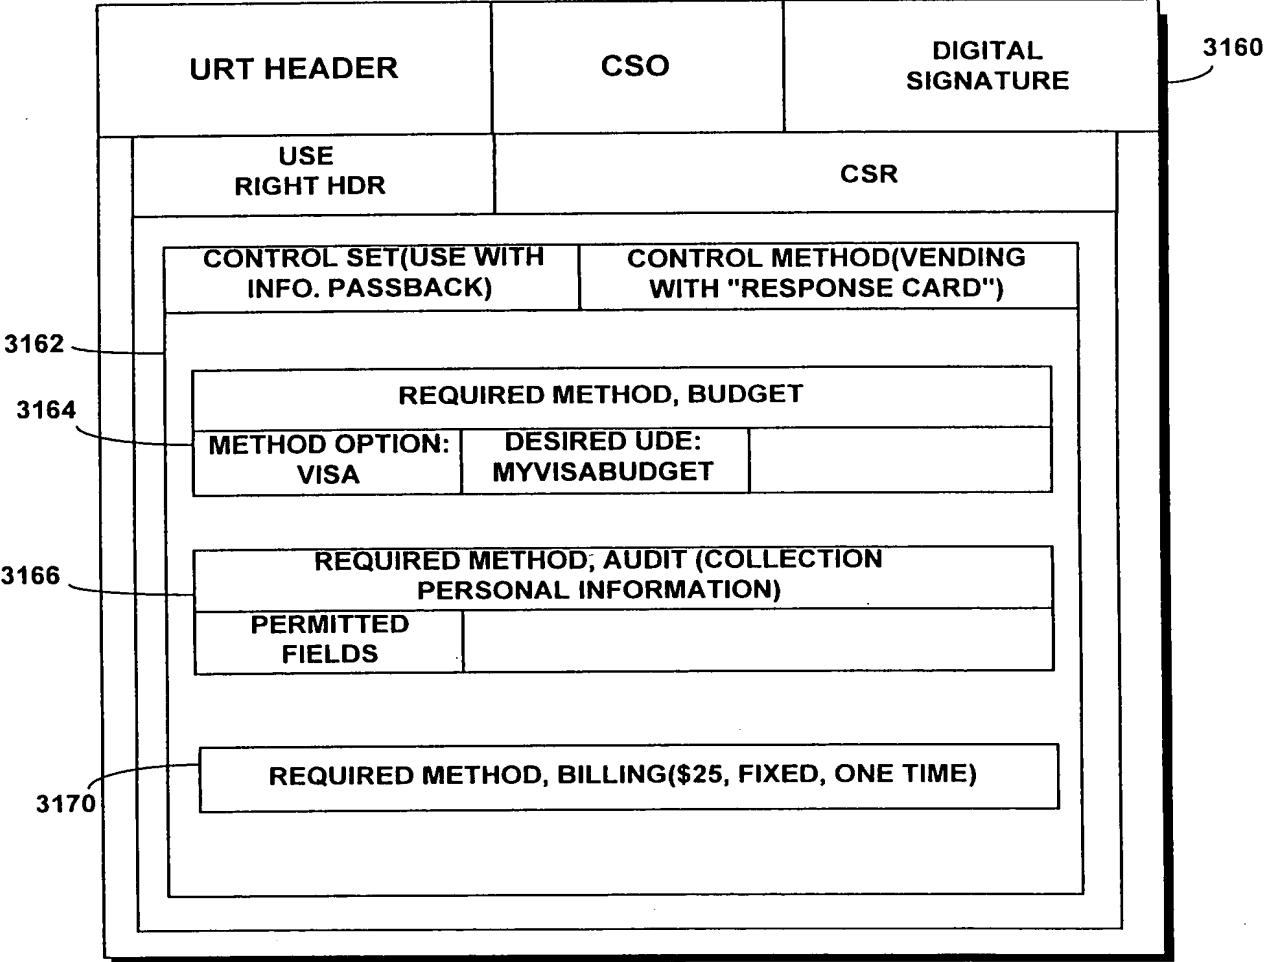 URT HEADER
CSO
DIGITAL
SIGNATURE
3160
USE
RIGHT HDR
CSR
CONTROL SET(USE WITH
INFO. PASSBACK)
CONTROL METHOD(VENDING
WITH "RESPONSE CARD")
3162
REQUIRED METHOD, BUDGET
3164
METHOD OPTION:
VISA
DESIRED UDE:
MYVISABUDGET
REQUIRED METHOD, AUDIT (COLLECTION
PERSONAL INFORMATION)
3166
PERMITTED
FIELDS
REQUIRED METHOD, BILLING($25, FIXED, ONE TIME)
3170